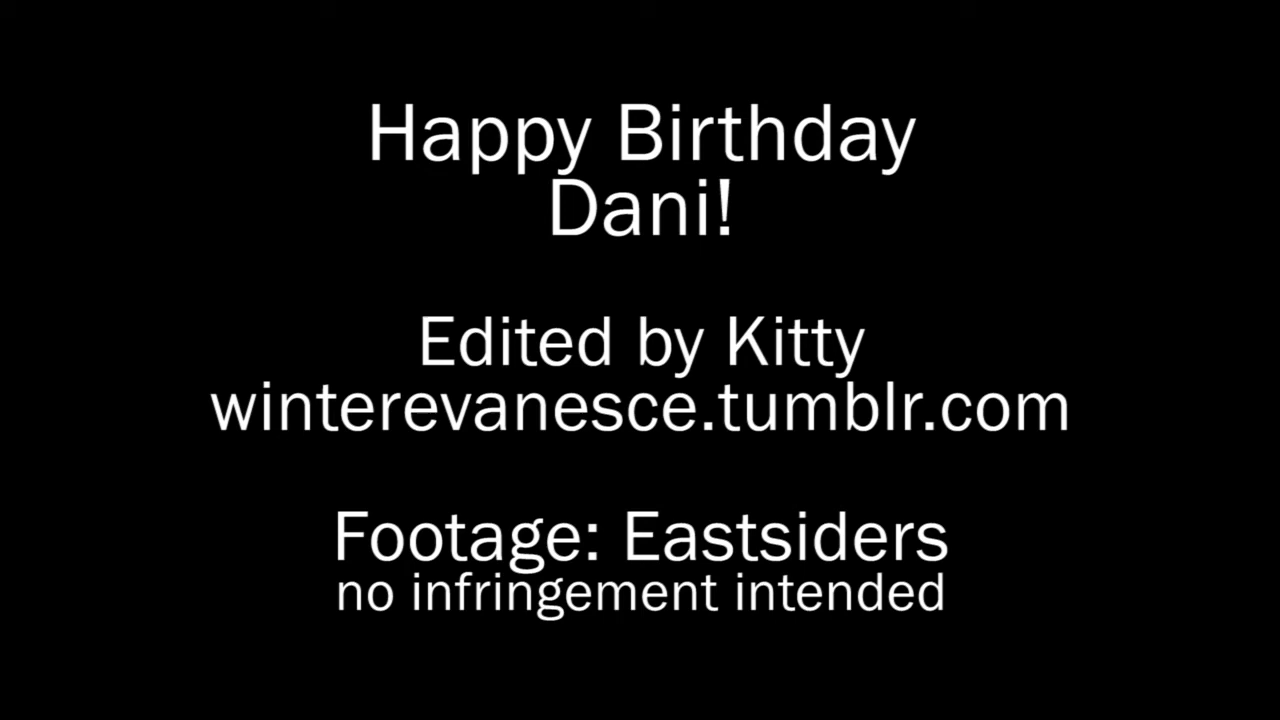 Happy Birthday
Dani!
Edited by Kitty
winterevanesce.tumblr.com
Footage: Eastsiders
no infringement intended